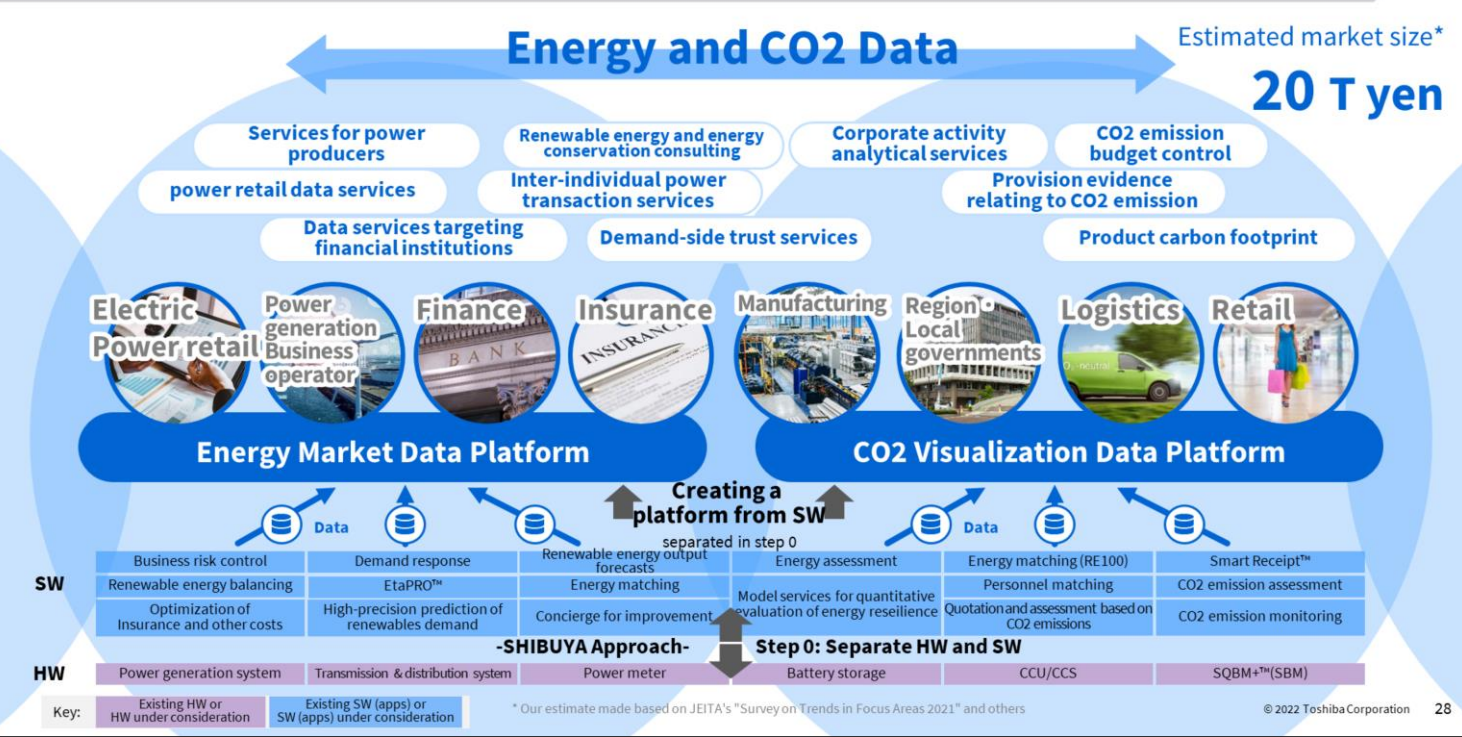 Energy and CO2 Data
Estimated market size*
20 T yen
Services for power
producers
Renewable energy and energy
conservation consulting
Corporate activity
analytical services
CO2 emission
budget control
power retail data services
Inter-individual power
transaction services
Provision evidence
relating to CO2 emission
Data services targeting
financial institutions
Demand-side trust services
Product carbon footprint
Electric
Power retail
Power
generation
Business
operator
Finance
BANK
Insurance
INSURANC
Manufacturing
Region・
Local
governments
Logistics
-neutral
Retail
Energy Market Data Platform
CO2 Visualization Data Platform
Creating a
platform from SW
separated in step 0
Data
Data
SW
Business risk control
Demand response
Renewable energy output
forecasts
Energy assessment
Energy matching (RE100)
Smart Receipt™
Renewable energy balancing
EtaPRO™
Energy matching
Model services for quantitative
evaluation of energy reseilience
Personnel matching
CO2 emission assessment
Optimization of
Insurance and other costs
High-precision prediction of
renewables demand
Concierge for improvement
Quotation and assessment based on
CO2 emissions
CO2 emission monitoring
-SHIBUYA Approach-
Step 0: Separate HW and SW
HW
Power generation system
Transmission & distribution system
Power meter
Battery storage
CCU/CCS
SQBM+™(SBM)
Key:
Existing HW or
HW under consideration
Existing SW (apps) or
SW (apps) under consideration
* Our estimate made based on JEITA's "Survey on Trends in Focus Areas 2021" and others
© 2022 Toshiba Corporation
28